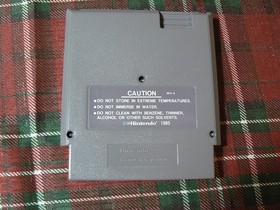 CAUTION
●DO NOT STORE IN EXTREME TEMPERATURES.
●DO NOT IMMERSE IN WATER.
●DO NOT CLEAN WITH BENZENE, THINNER,
ALCOHOL OR OTHER SUCH SOLVENTS.
©Nintendo 1985